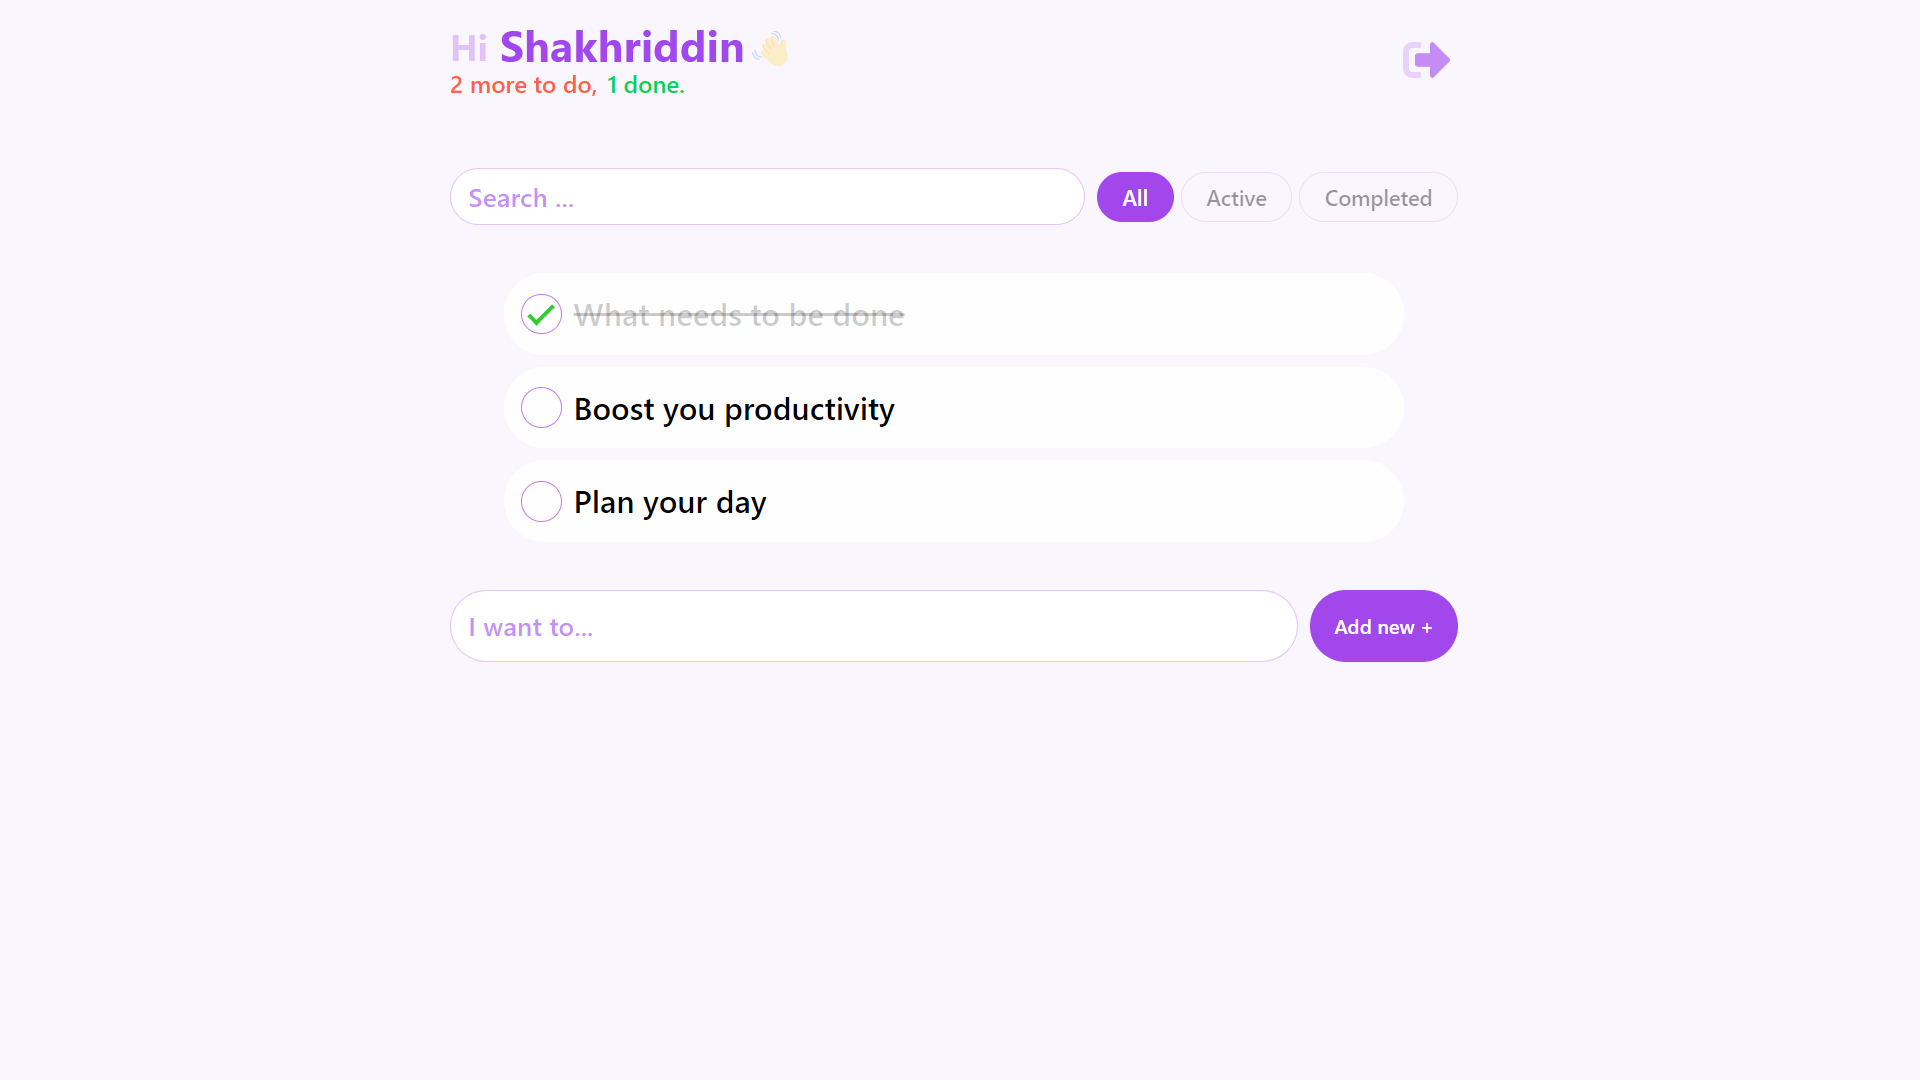 Hi Shakhriddin 👋🏻
2 more to do, 1 done.
Search ... All Active Completed
What needs to be done
Boost you productivity
Plan your day
I want to... Add new +